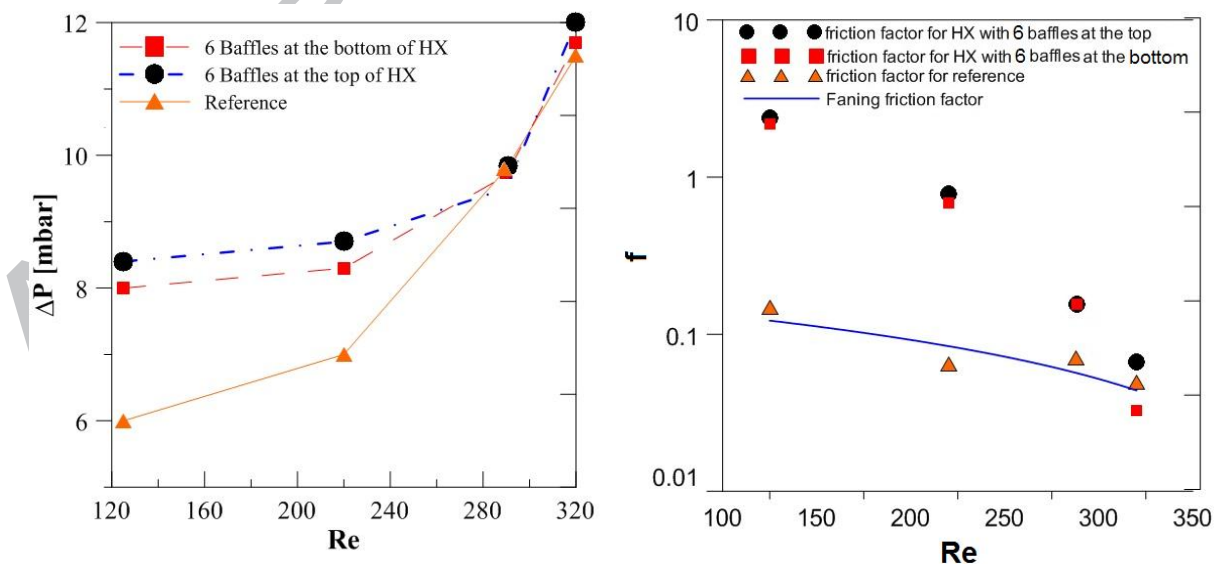 12
10
8
6
ΔP [mbar]
6 Baffles at the bottom of HX
6 Baffles at the top of HX
Reference
120 160 200 240 280 320
Re
10
1
0.1
0.01
f
friction factor for HX with 6 baffles at the top
friction factor for HX with 6 baffles at the bottom
friction factor for reference
Faning friction factor
100 150 200 250 300 350
Re